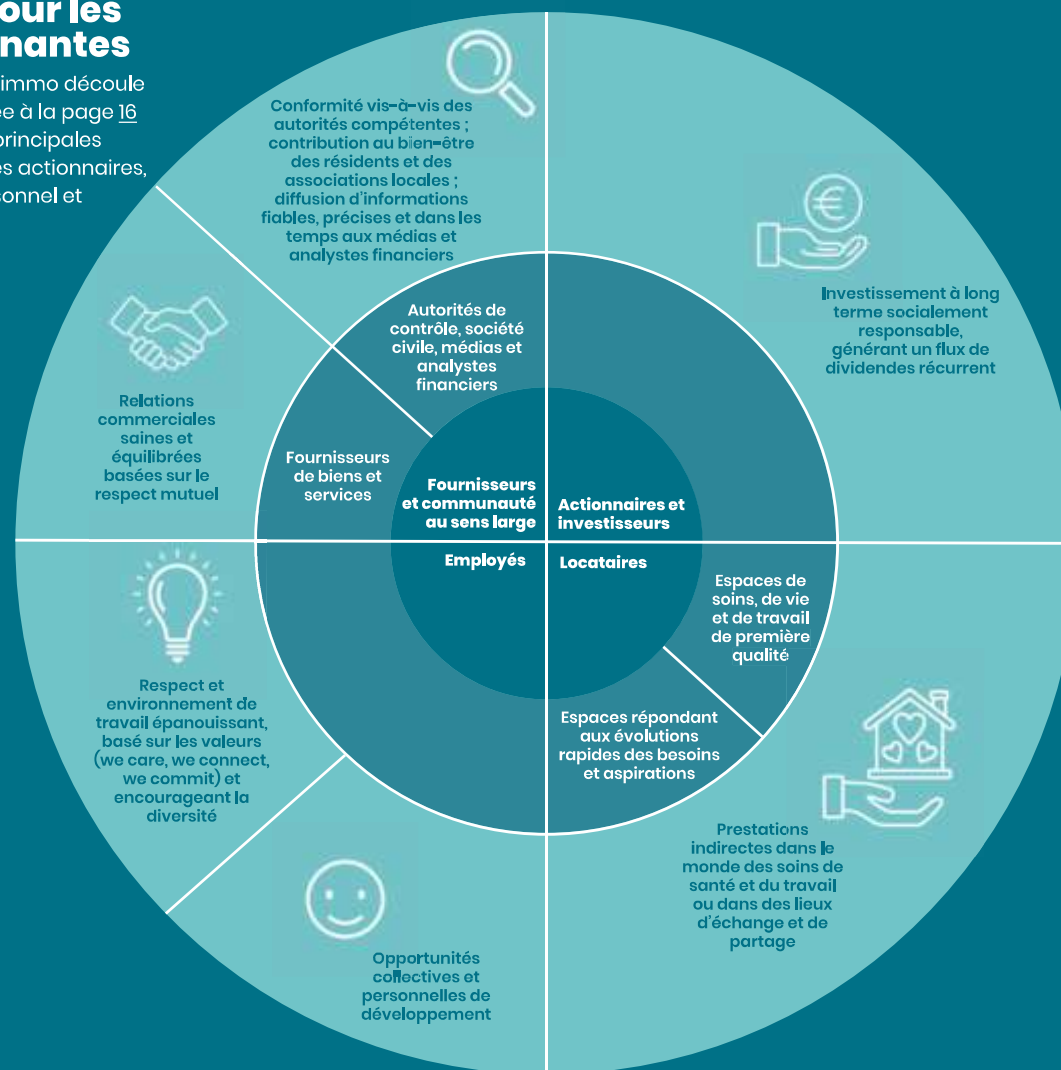 our les
nantes
immo découle
e à la page 16
principales
es actionnaires,
sonnel et
Conformité vis-à-vis des
autorités compétentes ;
contribution au bien-être
des résidents et des
associations locales ;
diffusion d'informations
fiables, précises et dans les
temps aux médias et
analystes financiers
Investissement à long
terme socialement
responsable,
générant un flux de
dividendes récurrent
Autorités de
contrôle, société
civile, médias et
analystes
financiers
Relations
commerciales
saines et
équilibrées
basées sur le
respect mutuel
Fournisseurs
de biens et
services
Fournisseurs
et communauté
au sens large
Actionnaires et
investisseurs
Employés
Locataires
Espaces de
soins, de vie
et de travail
de première
qualité
Espaces répondant
aux évolutions
rapides des besoins
et aspirations
Respect et
environnement de
travail épanouissant,
basé sur les valeurs
(we care, we connect,
we commit) et
encourageant la
diversité
Prestations
indirectes dans le
monde des soins de
santé et du travail
ou dans des lieux
d'échange et de
partage
Opportunités
collectives et
personnelles de
développement